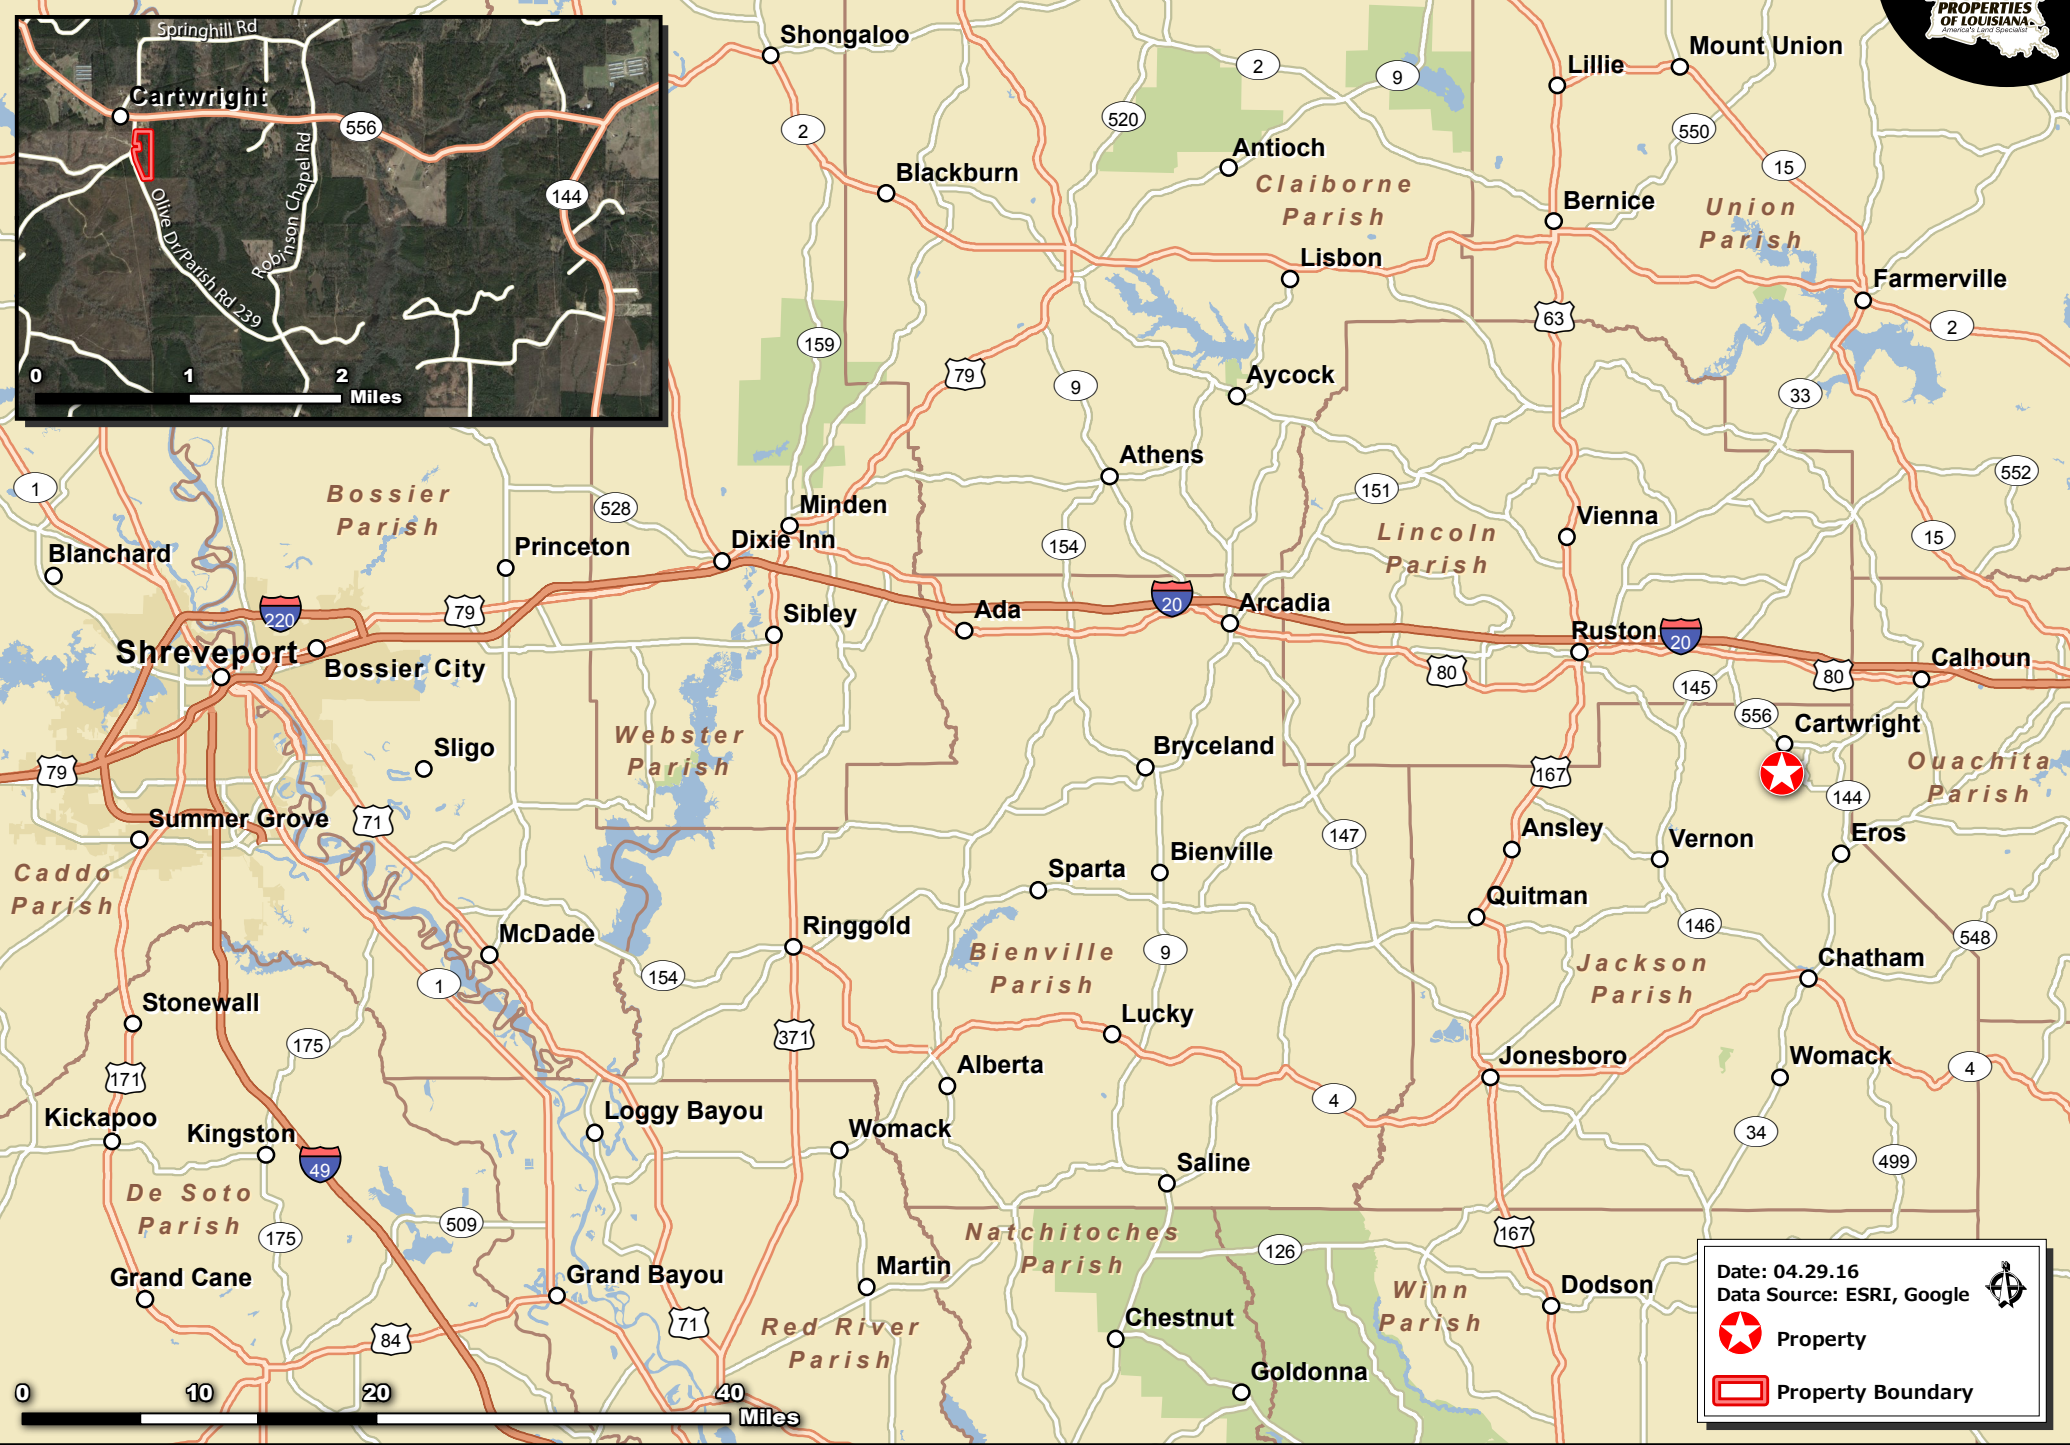 PROPERTIES
OF LOUISIANA
America's Land Specialist
Springhill Rd
Cartwright
556
144
Robinson Chapel Rd
Olive Dr/Parish Rd 239
0 1 2
Miles
Shongaloo
2
9
Lillie
Mount Union
2
520
550
Antioch
15
Blackburn
Claiborne
Parish
Bernice
Union
Parish
Lisbon
Farmerville
63
2
159
79
9
Aycock
33
Athens
1
Bossier
Parish
528
Minden
151
552
Vienna
Lincoln
Parish
15
Blanchard
Princeton
Dixie Inn
154
220
79
Sibley
Ada
20
Arcadia
Ruston
20
Shreveport
Bossier City
80
145
80
Calhoun
556
Cartwright
Sligo
Webster
Parish
Bryceland
79
167
Ouachita
Parish
144
Summer Grove
71
147
Ansley
Vernon
Eros
Caddo
Parish
Sparta
Bienville
Quitman
McDade
Ringgold
146
548
Bienville
Parish
9
Jackson
Parish
Chatham
1
154
Stonewall
Lucky
175
371
Jonesboro
Womack
171
Alberta
4
4
Kickapoo
Loggy Bayou
Kingston
Womack
34
49
Saline
499
De Soto
Parish
509
175
Natchitoches
Parish
126
167
Grand Cane
Grand Bayou
Martin
Winn
Parish
Dodson
84
71
Red River
Parish
Chestnut
Goldonna
0 10 20 40
Miles
Date: 04.29.16
Data Source: ESRI, Google
Property
Property Boundary